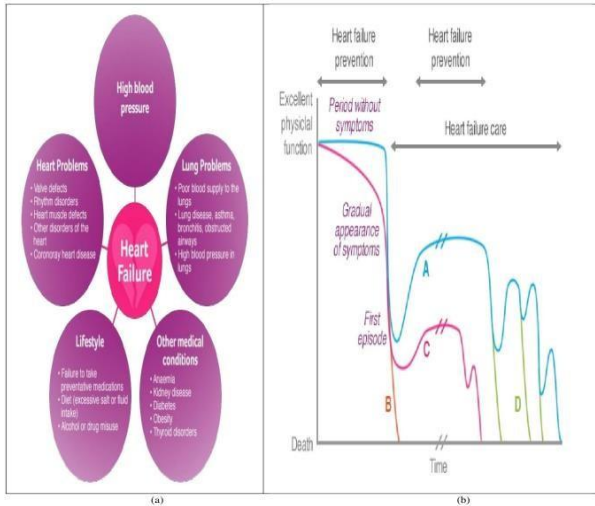 High blood
pressure
Heart Problems
• Valve defects
• Rhythm disorders
• Heart muscle defects
• Other disorders of the
heart
• Coronoray heart disease
Lung Problems
• Poor blood supply to the
lungs
• Lung disease, asthma,
bronchitis, obstructed
airways
• High blood pressure in
lungs
Heart
Failure
Lifestyle
• Failure to take
preventative medications
• Diet (excessive salt or fluid
intake)
• Alcohol or drug misuse
Other medical
conditions
• Anaemia
• Kidney disease
• Diabetes
• Obesity
• Thyroid disorders
(a)
Heart failure
prevention
Heart failure
prevention
Excellent
physicial
function
Period without
symptoms
Heart failure care
Gradual
appearance
of symptoms
A
First
episode
C
B
D
Death
Time
(b)